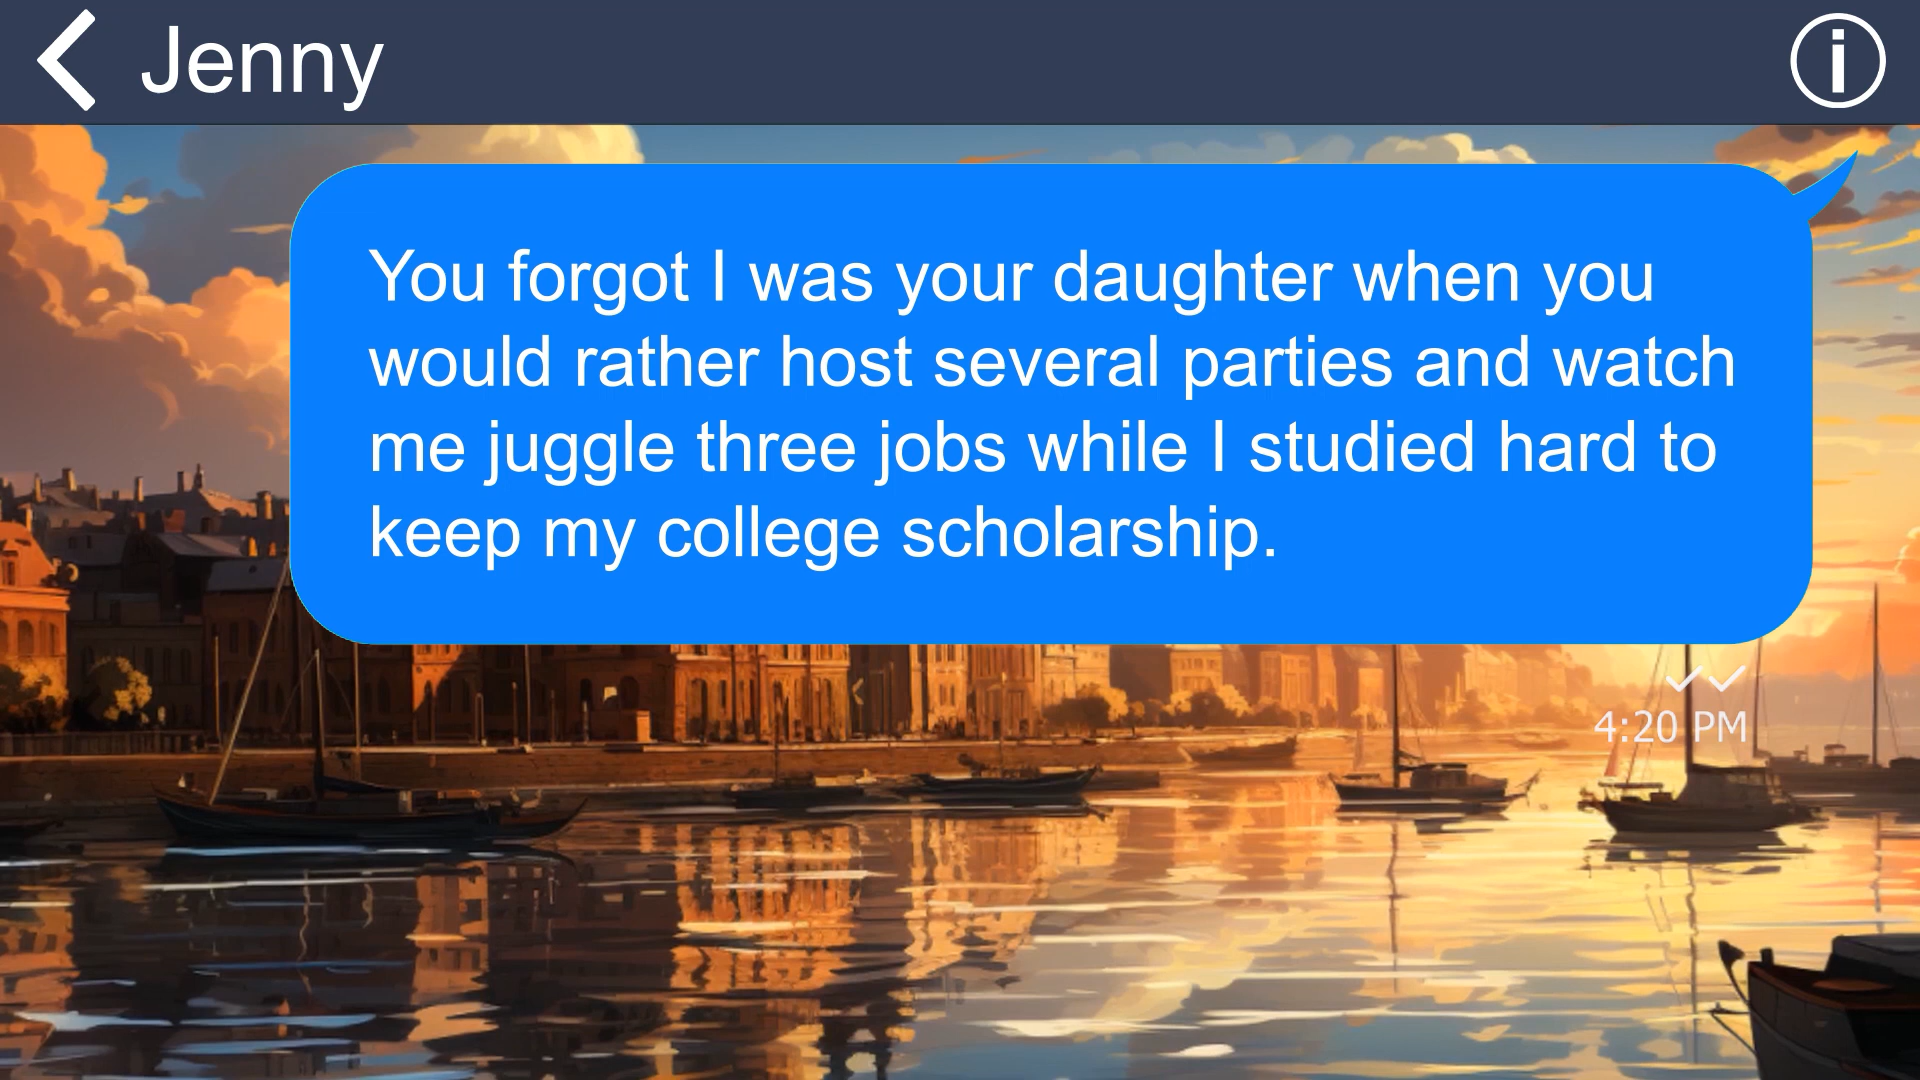 Jenny
You forgot I was your daughter when you
would rather host several parties and watch
me juggle three jobs while I studied hard to
keep my college scholarship.
4:20 PM